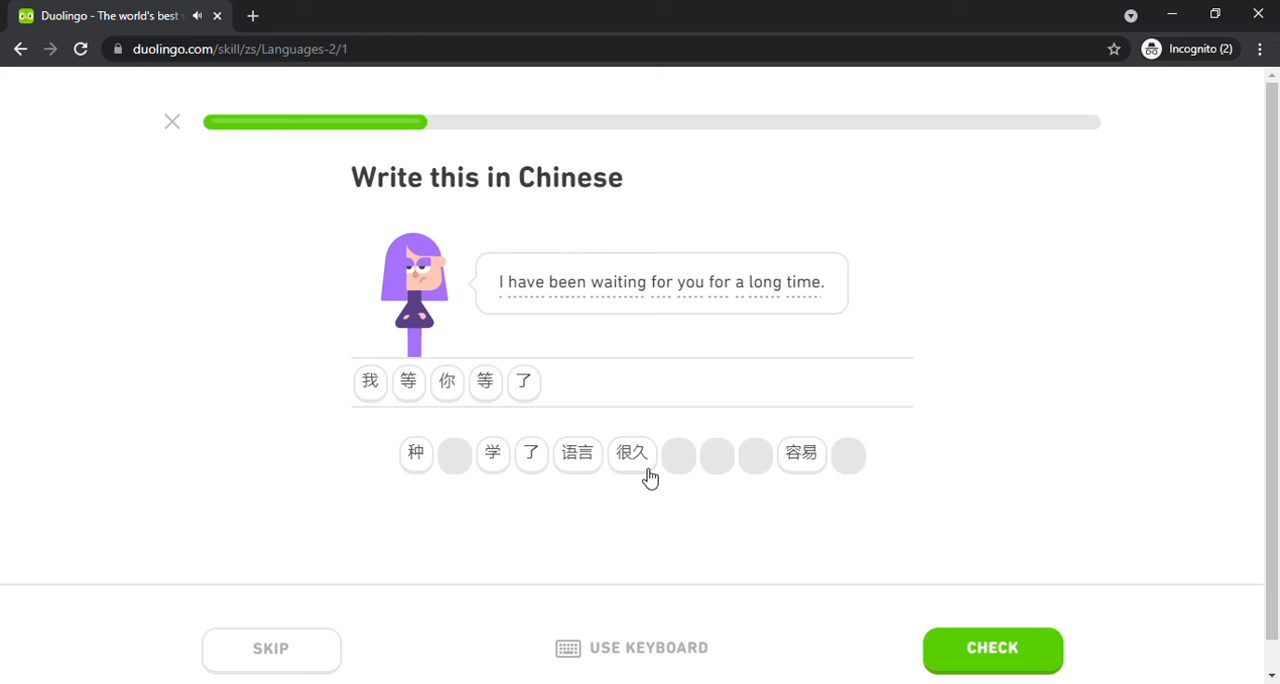 Duolingo - The world's best
duolingo.com/skill/zs/Languages-2/1
Incognito (2)
Write this in Chinese
I have been waiting for you for a long time.
我 等 你 等 了
种 学 了 语言 很久 容易
SKIP
USE KEYBOARD
CHECK